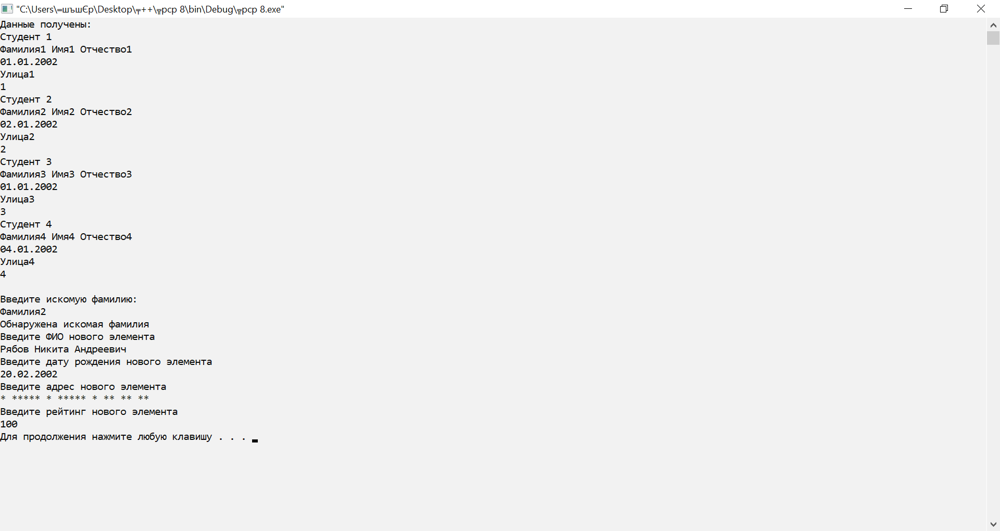 "C:\Users\=шъшЄр\Desktop\╤++\╦рср 8\bin\Debug\╦рср 8.exe"
Данные получены:
Студент 1
Фамилия1 Имя1 Отчество1
01.01.2002
Улица1
1
Студент 2
Фамилия2 Имя2 Отчество2
02.01.2002
Улица2
2
Студент 3
Фамилия3 Имя3 Отчество3
01.01.2002
Улица3
3
Студент 4
Фамилия4 Имя4 Отчество4
04.01.2002
Улица4
4
Введите искомую фамилию:
Фамилия2
Обнаружена искомая фамилия
Введите ФИО нового элемента
Рябов Никита Андреевич
Введите дату рождения нового элемента
20.02.2002
Введите адрес нового элемента
* ***** * ***** * ** ** **
Введите рейтинг нового элемента
100
Для продолжения нажмите любую клавишу . . .